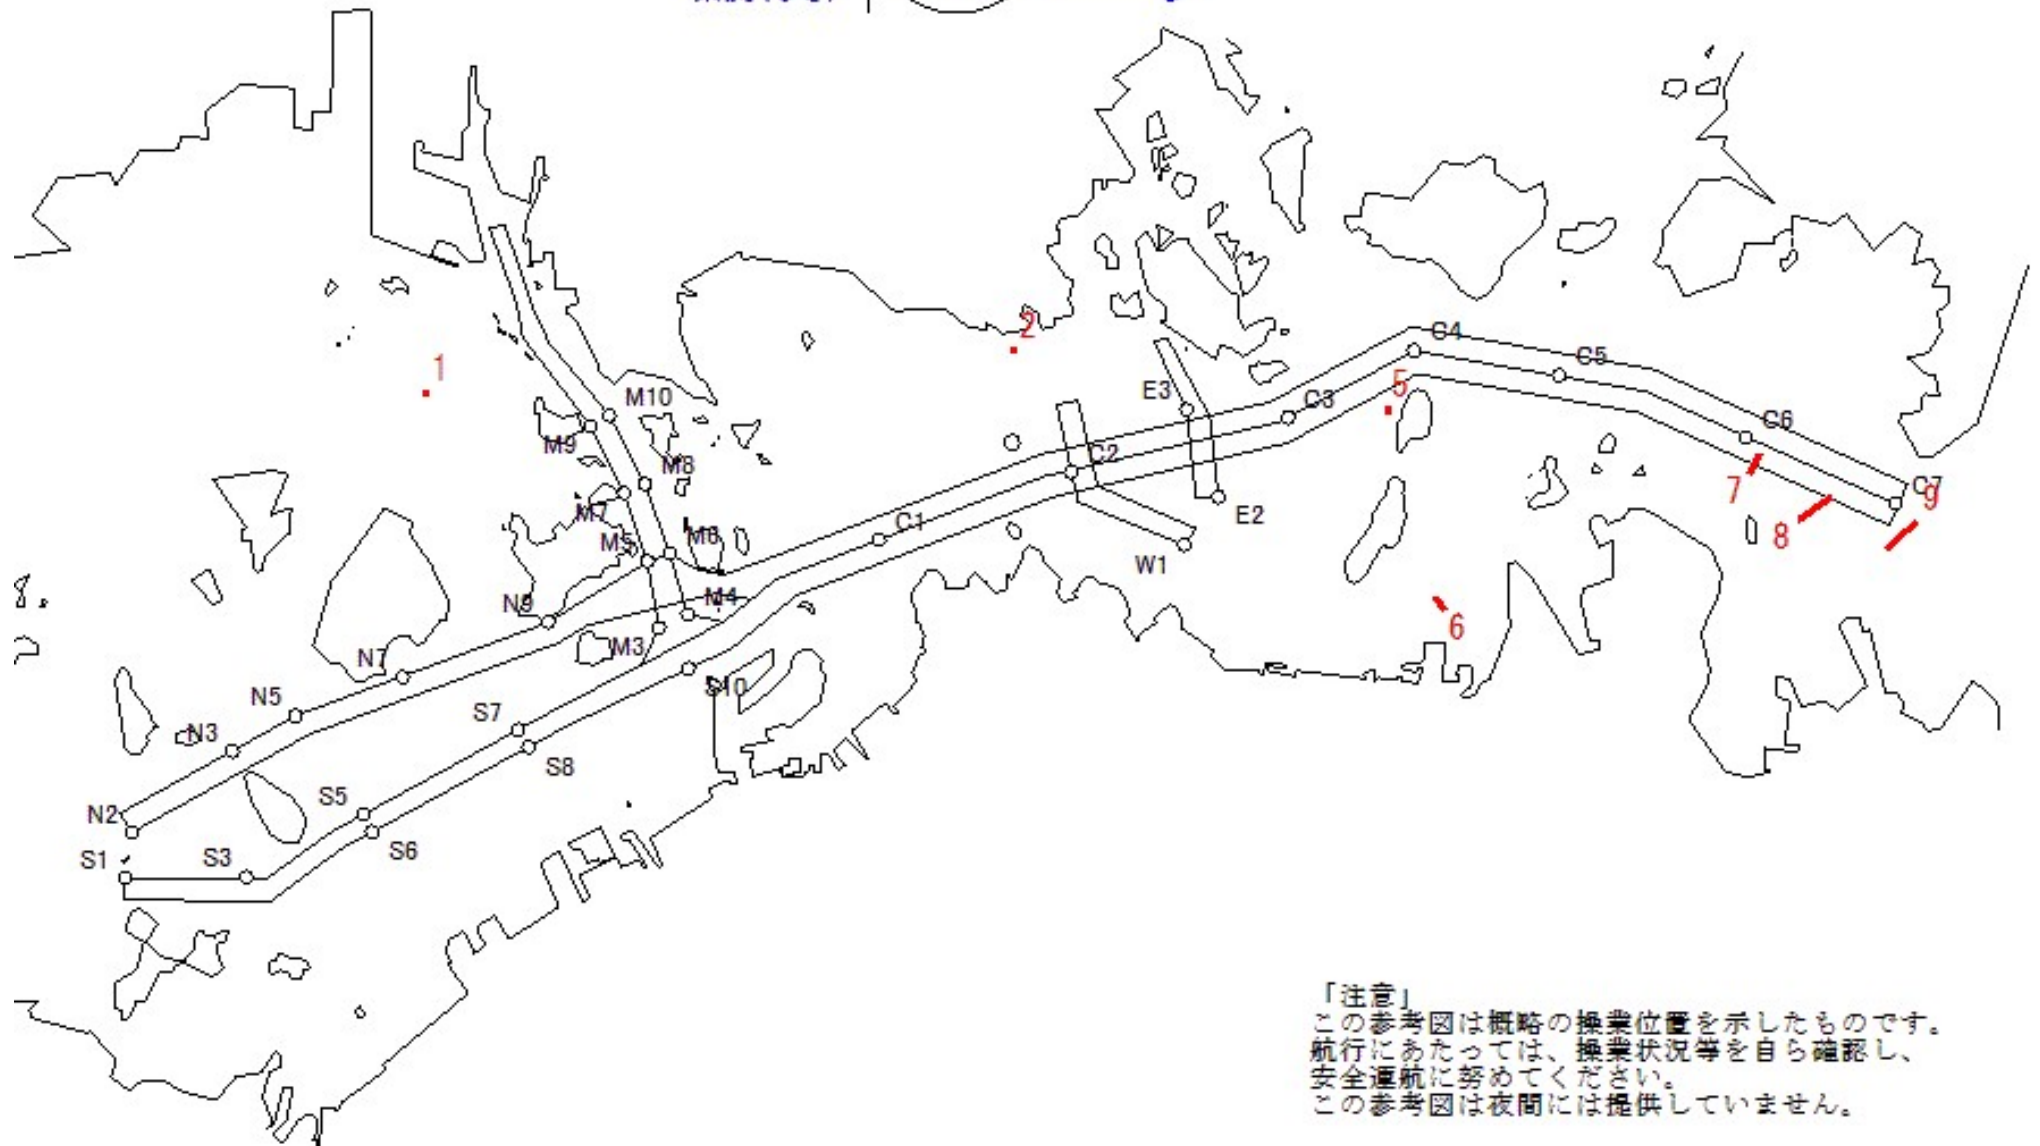 2
1
C4
C5
5
M10
E3
C3
C6
M9
C2
M8
7
C7
9
M7
C1
E2
8
M5
M6
W1
N9
M4
6
M3
N7
S10
N5
S7
N3
S8
S5
N2
S6
S1
S3
「注意」
この参考図は概略の操業位置を示したものです。
航行にあたっては、操業状況等を自ら確認し、
安全運航に努めてください。
この参考図は夜間には提供していません。